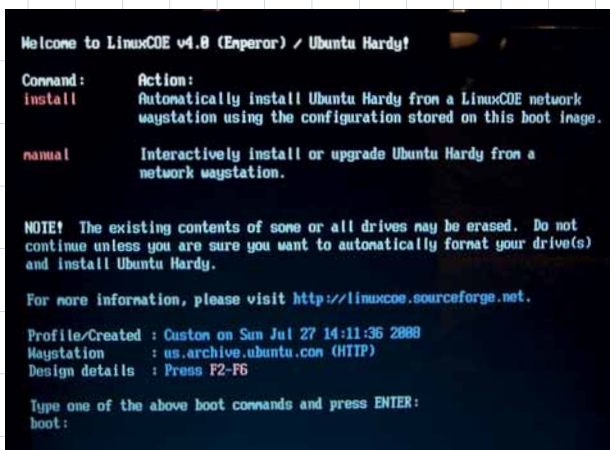 Welcome to LinuxCOE v4.0 (Emperor) / Ubuntu Hardy!
Command: Action:
install Automatically install Ubuntu Hardy from a LinuxCOE network
waystation using the configuration stored on this boot image.
manual Interactively install or upgrade Ubuntu Hardy from a
network waystation.
NOTE! The existing contents of some or all drives may be erased. Do not
continue unless you are sure you want to automatically format your drive(s)
and install Ubuntu Hardy.
For more information, please visit http://linuxcoe.sourceforge.net.
Profile/Created : Custom on Sun Jul 27 14:11:36 2008
Waystation : us.archive.ubuntu.com (HTTP)
Design details : Press F2-F6
Type one of the above boot commands and press ENTER:
boot: